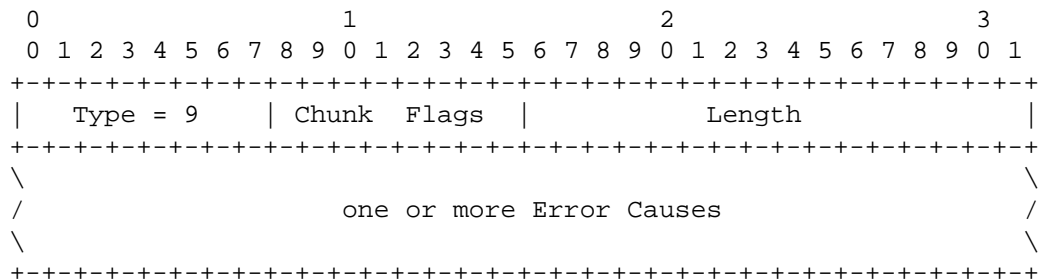 0                   1                   2                   3
 0 1 2 3 4 5 6 7 8 9 0 1 2 3 4 5 6 7 8 9 0 1 2 3 4 5 6 7 8 9 0 1
+-+-+-+-+-+-+-+-+-+-+-+-+-+-+-+-+-+-+-+-+-+-+-+-+-+-+-+-+-+-+-+-+
|   Type = 9    | Chunk  Flags  |           Length              |
+-+-+-+-+-+-+-+-+-+-+-+-+-+-+-+-+-+-+-+-+-+-+-+-+-+-+-+-+-+-+-+-+
\                                                               \
/                    one or more Error Causes                   /
\                                                               \
+-+-+-+-+-+-+-+-+-+-+-+-+-+-+-+-+-+-+-+-+-+-+-+-+-+-+-+-+-+-+-+-+